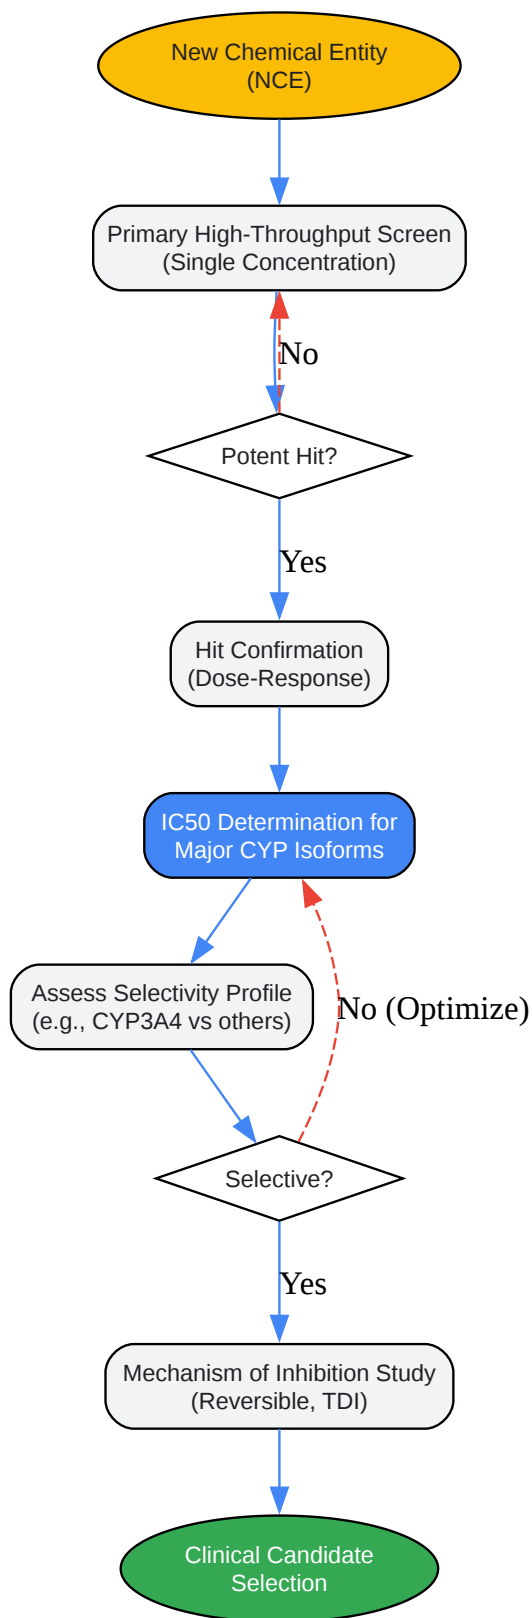 New Chemical Entity
(NCE)
Primary High-Throughput Screen
(Single Concentration)
No
Potent Hit?
Yes
Hit Confirmation
(Dose-Response)
IC50 Determination for
Major CYP Isoforms
Assess Selectivity Profile
(e.g., CYP3A4 vs others)
No (Optimize)
Selective?
Yes
Mechanism of Inhibition Study
(Reversible, TDI)
Clinical Candidate
Selection